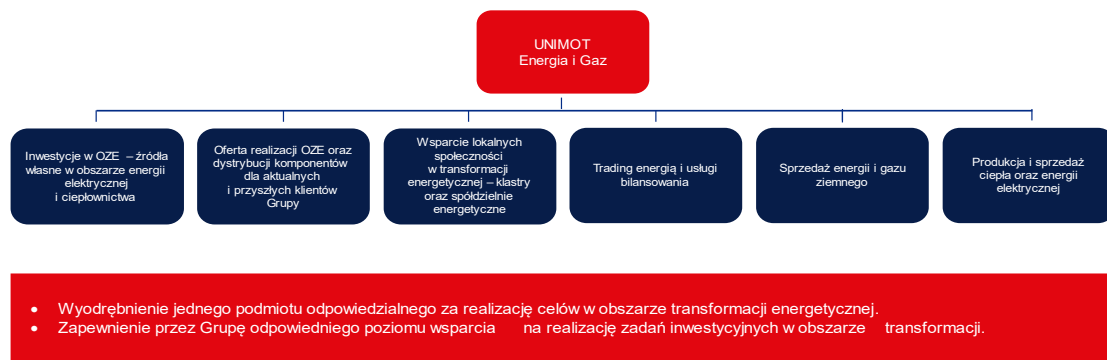 UNIMOT
Energia i Gaz
Inwestycje w OZE – źródła
własne w obszarze energii
elektrycznej
i ciepłownictwa
Oferta realizacji OZE oraz
dystrybucji komponentów
dla aktualnych
i przyszłych klientów
Grupy
Wsparcie lokalnych
społeczności
w transformacji
energetycznej – klastry
oraz spółdzielnie
energetyczne
Trading energią i usługi
bilansowania
Sprzedaż energii i gazu
ziemnego
Produkcja i sprzedaż
ciepła oraz energii
elektrycznej
• Wyodrębnienie jednego podmiotu odpowiedzialnego za realizację celów w obszarze transformacji energetycznej.
• Zapewnienie przez Grupę odpowiedniego poziomu wsparcia na realizację zadań inwestycyjnych w obszarze transformacji.